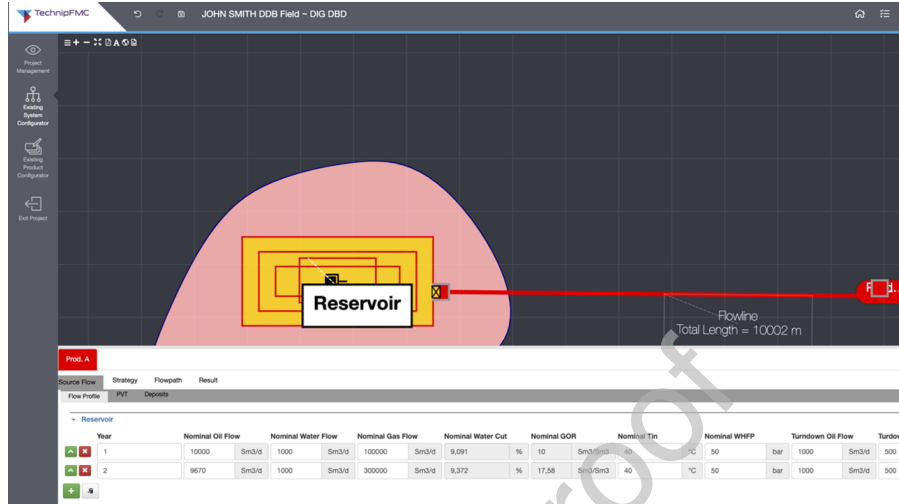 TechnipFMC
JOHN SMITH DDB Field ~ DIG DBD
Project
Management
Existing
System
Configurator
Existing
Product
Configurator
Exit Project
Reservoir
Flowline
Total Length = 10002 m
Prod. A
Source Flow Strategy Flowpath Result
Flow Profile PVT Deposits
Reservoir
Year Nominal Oil Flow Nominal Water Flow Nominal Gas Flow Nominal Water Cut Nominal GOR Nominal Tin Nominal WHFP Turndown Oil Flow Turdov
1 10000 Sm3/d 1000 Sm3/d 100000 Sm3/d 9,091 % 10 Sm3/Sm3 40 °C 50 bar 1000 Sm3/d 500
2 9670 Sm3/d 1000 Sm3/d 300000 Sm3/d 9,372 % 17,58 Sm3/Sm3 40 °C 50 bar 1000 Sm3/d 500